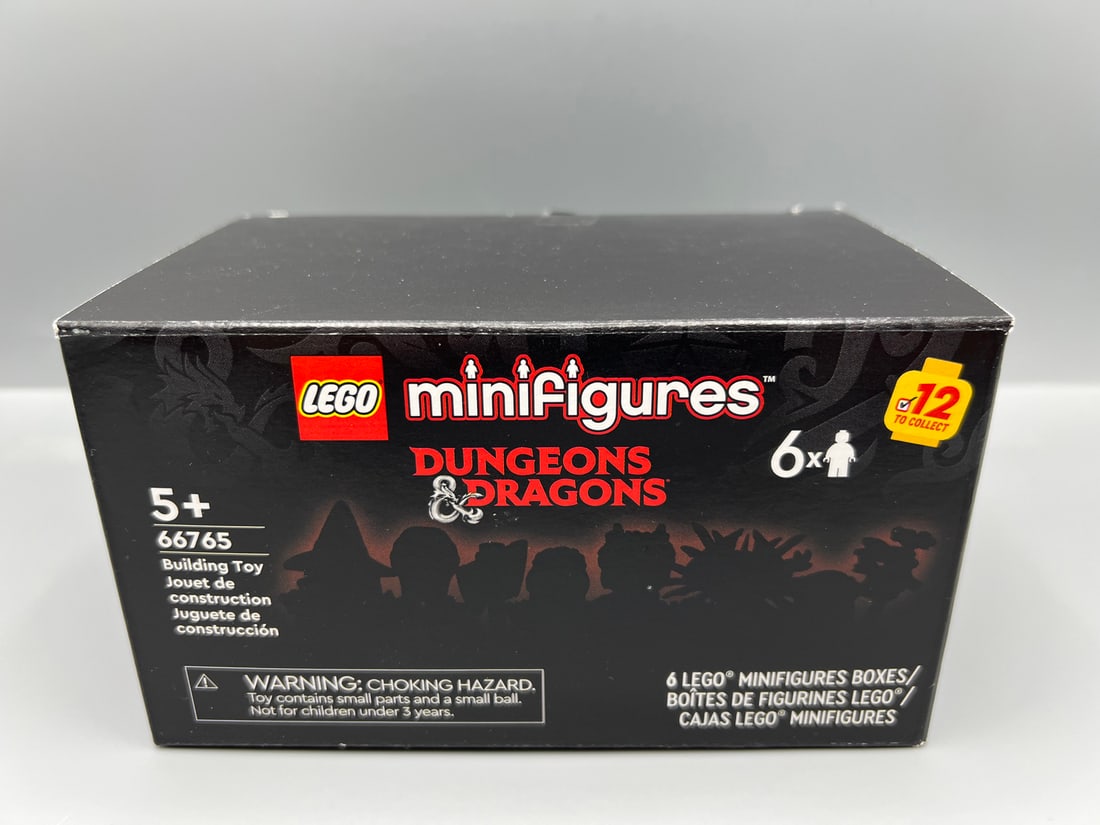 LEGO minifigures™
DUNGEONS
& DRAGONS®
6x
12
TO COLLECT
5+
66765
Building Toy
Jouet de
construction
Juguete de
construcción
WARNING: CHOKING HAZARD.
Toy contains small parts and a small ball.
Not for children under 3 years.
6 LEGO® MINIFIGURES BOXES/
BOÎTES DE FIGURINES LEGO®/
CAJAS LEGO® MINIFIGURES